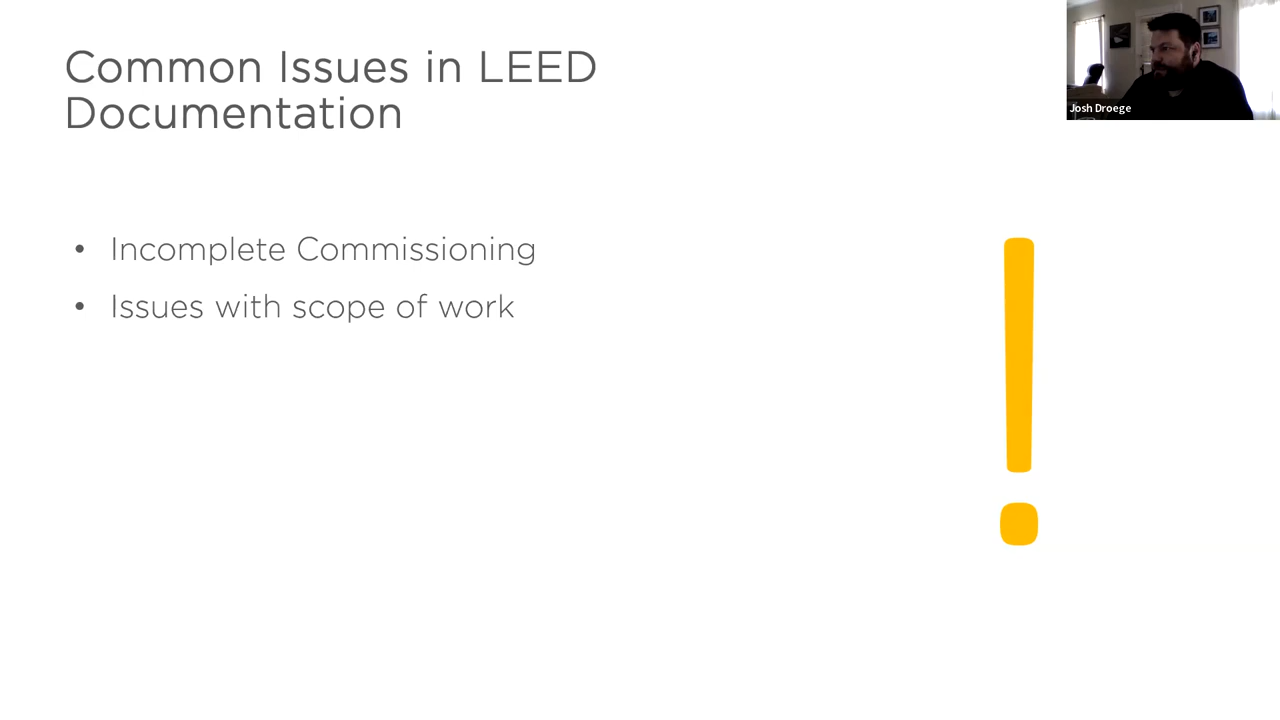 Common Issues in LEED
Documentation
Josh Droege
• Incomplete Commissioning
• Issues with scope of work
!